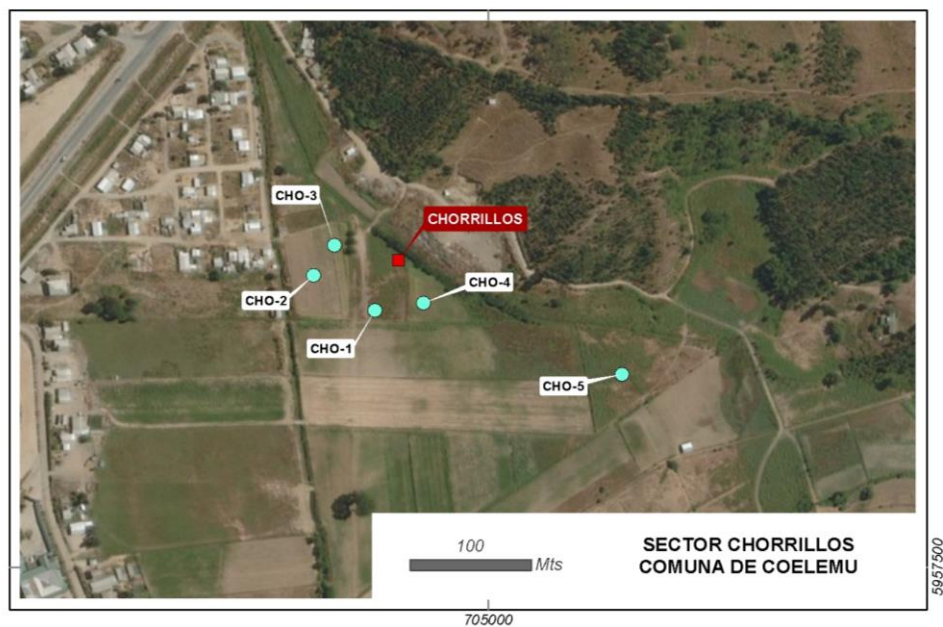 CHO-3
CHORRILLOS
CHO-4
CHO-2
CHO-1
CHO-5
100
Mts
SECTOR CHORRILLOS
COMUNA DE COELEMU
5957500
705000